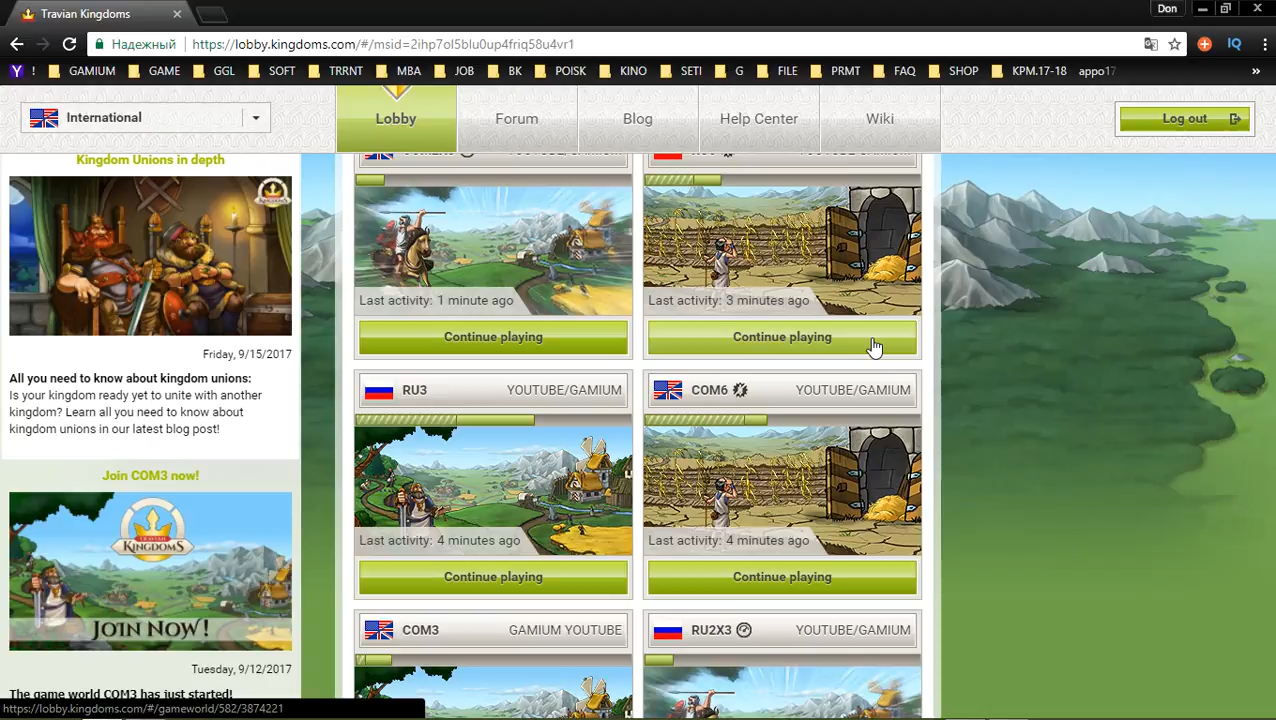 Travian Kingdoms
Don
Надежный
https://lobby.kingdoms.com/#/msid=2ihp7ol5blu0up4friq58u4vr1
IQ
Y ! GAMIUM GAME GGL SOFT TRRNT MBA JOB BK POISK KINO SETI G FILE PRMT FAQ SHOP KPM.17-18 appo17 »
International
Lobby
Forum
Blog
Help Center
Wiki
Log out
Kingdom Unions in depth
Friday, 9/15/2017
All you need to know about kingdom unions:
Is your kingdom ready yet to unite with another
kingdom? Learn all you need to know about
kingdom unions in our latest blog post!
Join COM3 now!
TRAVIAN
KINGDOMS
JOIN NOW!
Tuesday, 9/12/2017
The game world COM3 has just started!
https://lobby.kingdoms.com/#/gameworld/582/3874221
Last activity: 1 minute ago
Continue playing
Last activity: 3 minutes ago
Continue playing
RU3 YOUTUBE/GAMIUM
Last activity: 4 minutes ago
Continue playing
COM6 YOUTUBE/GAMIUM
Last activity: 4 minutes ago
Continue playing
COM3 GAMIUM YOUTUBE
RU2X3 YOUTUBE/GAMIUM